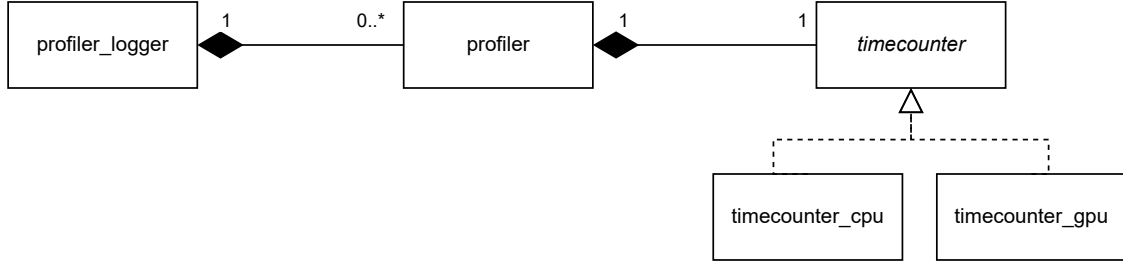 1
0..*
1
1
profiler_logger
profiler
timecounter
timecounter_cpu
timecounter_gpu